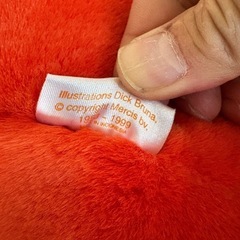 Illustrations Dick Bruna,
© copyright Mercis bv.
1999